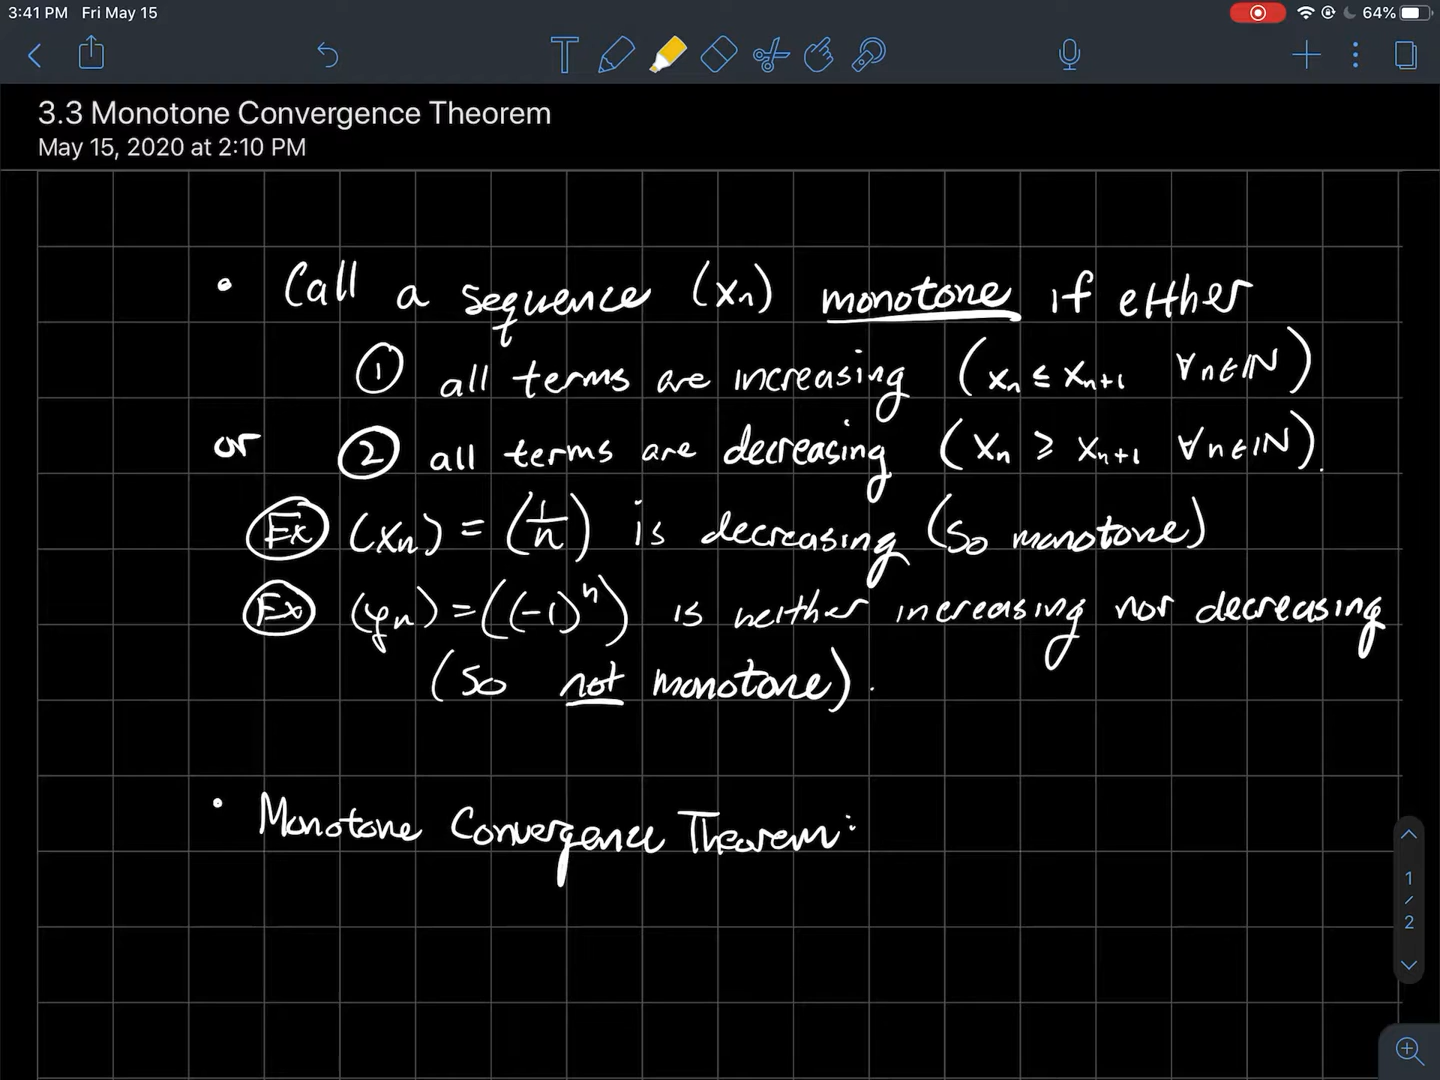 3:41 PM Fri May 15
64%
T
3.3 Monotone Convergence Theorem
May 15, 2020 at 2:10 PM
• Call a sequence (xₙ) monotone if either
① all terms are increasing (xₙ ≤ xₙ₊₁ ∀n∈ℕ)
or ② all terms are decreasing (xₙ ≥ xₙ₊₁ ∀n∈ℕ).
Ex (xₙ) = (1/n) is decreasing (so monotone)
Ex (yₙ) = ((-1)ⁿ) is neither increasing nor decreasing
(so not monotone).
• Monotone Convergence Theorem:
1
/
2